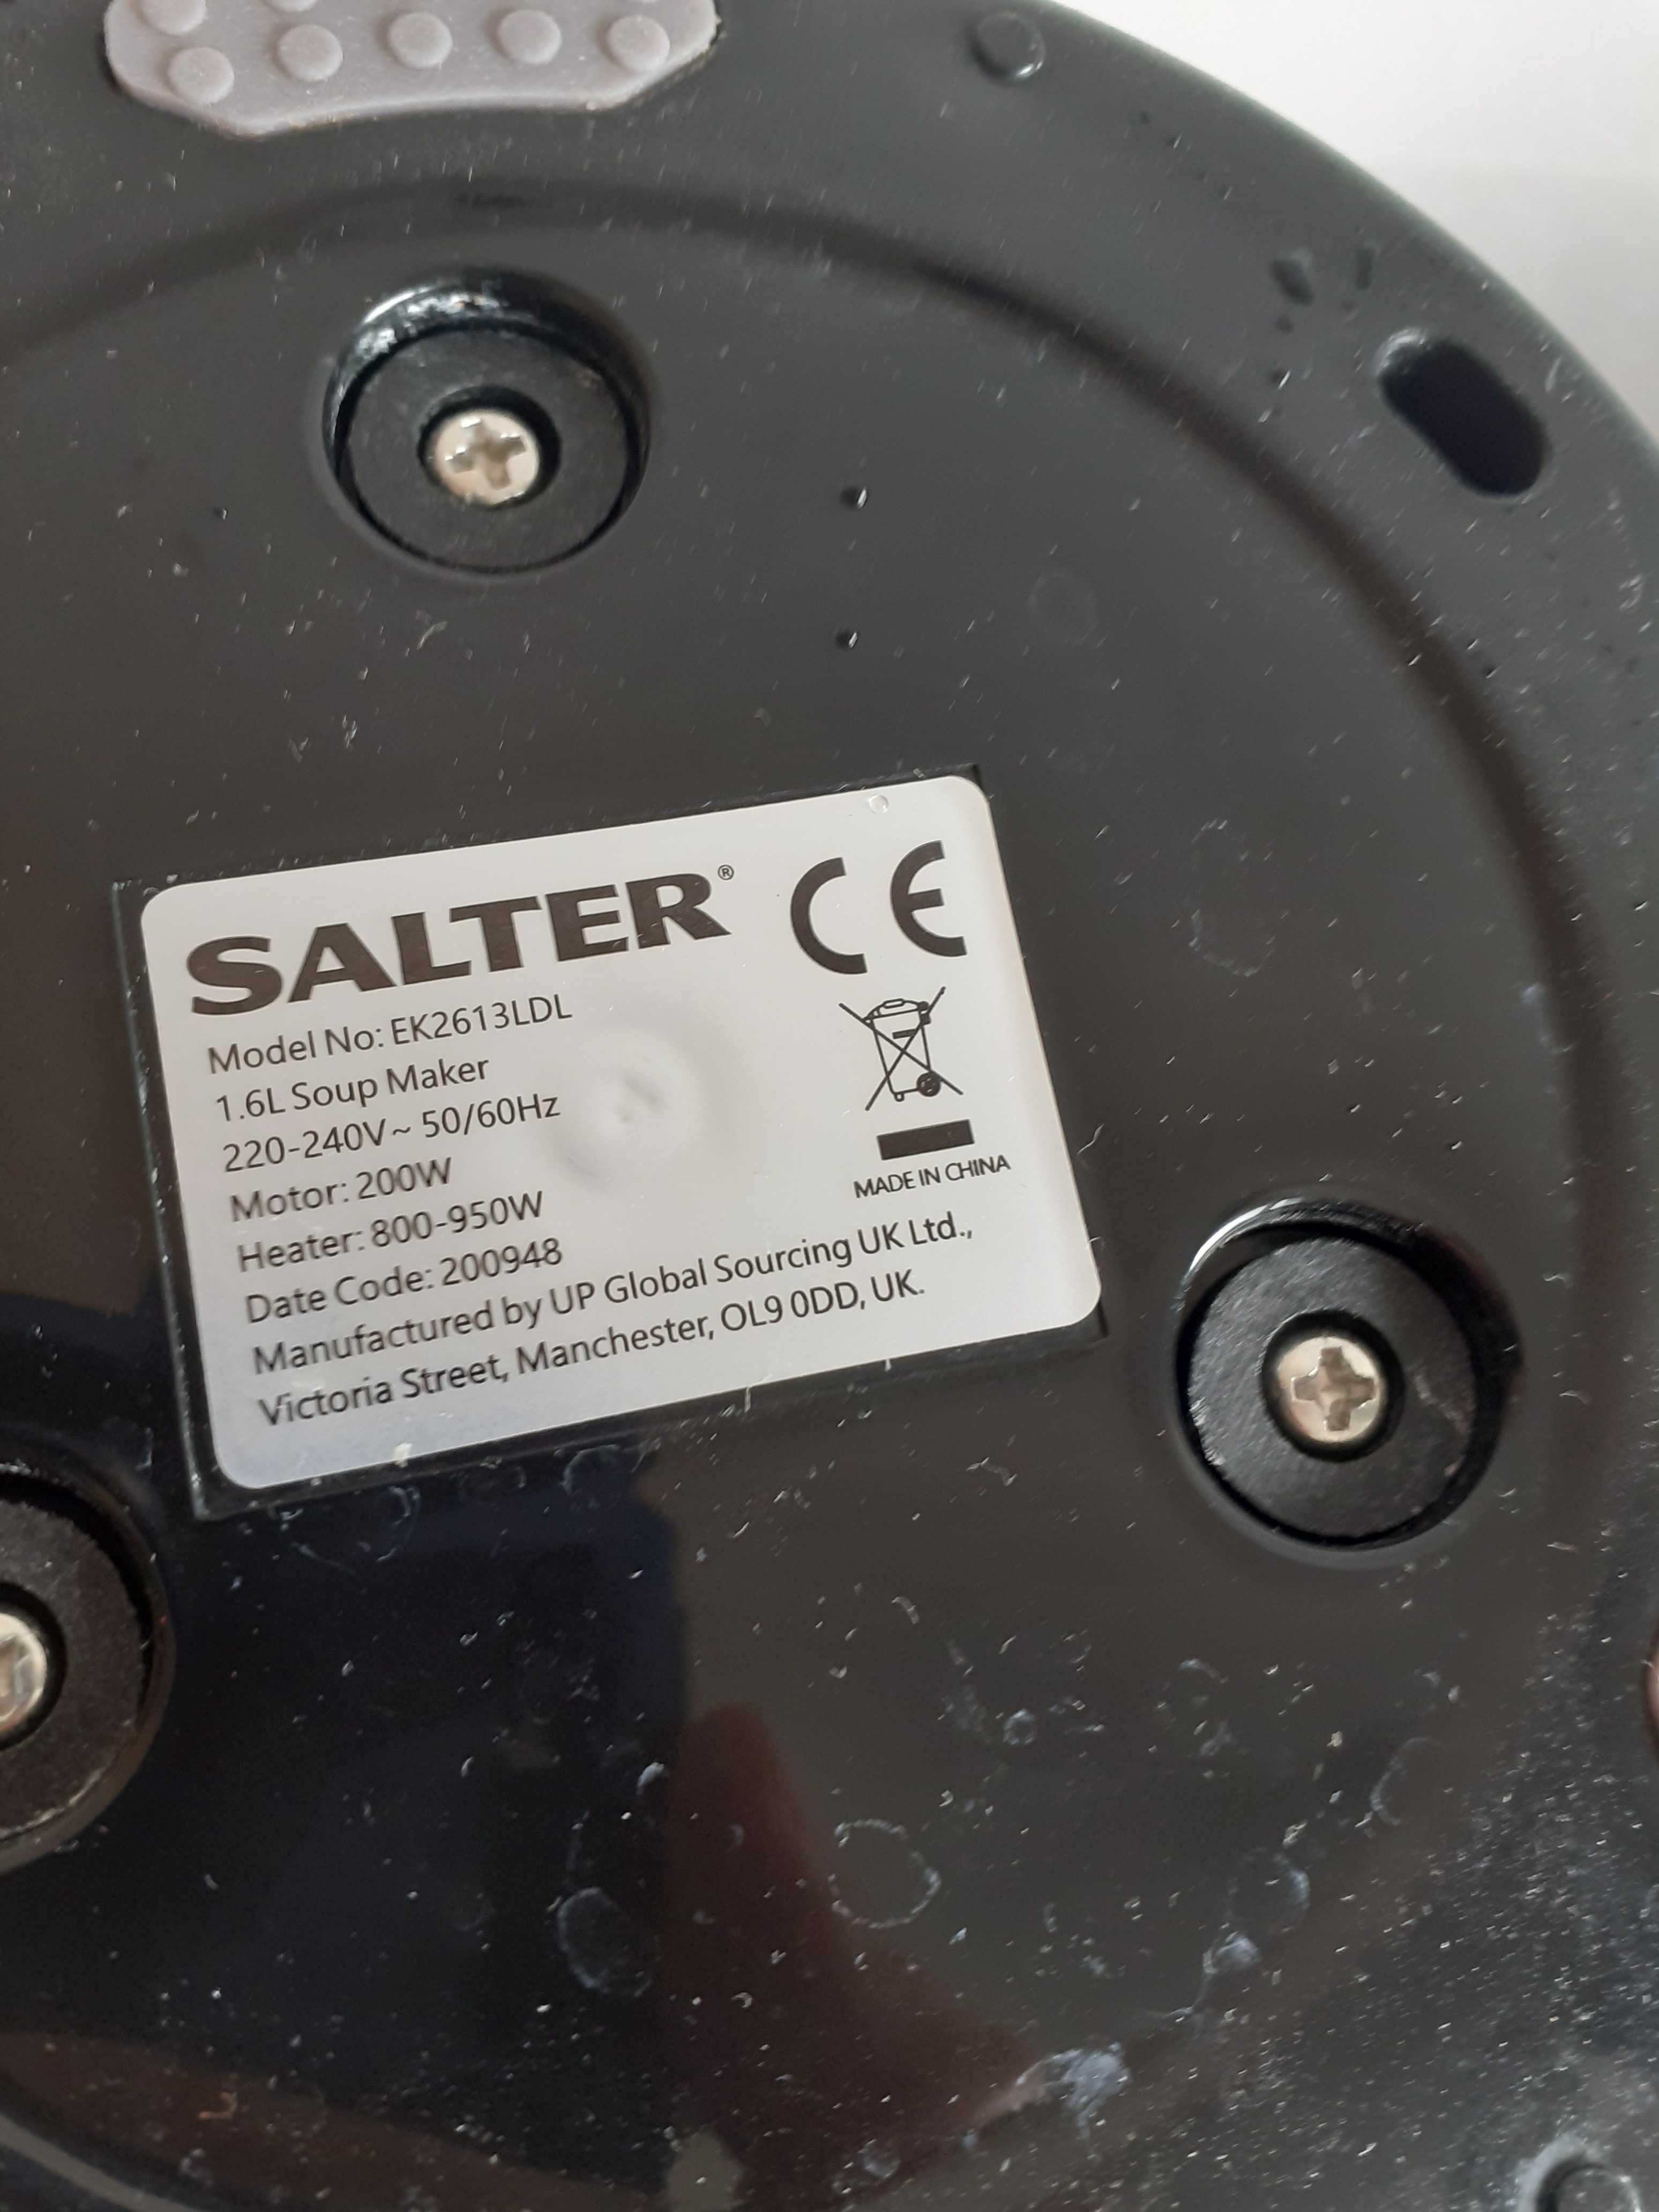 SALTER® CE
Model No: EK2613LDL
1.6L Soup Maker
220-240V~ 50/60Hz
Motor: 200W
Heater: 800-950W
Date Code: 200948
MADE IN CHINA
Manufactured by UP Global Sourcing UK Ltd.,
Victoria Street, Manchester, OL9 0DD, UK.